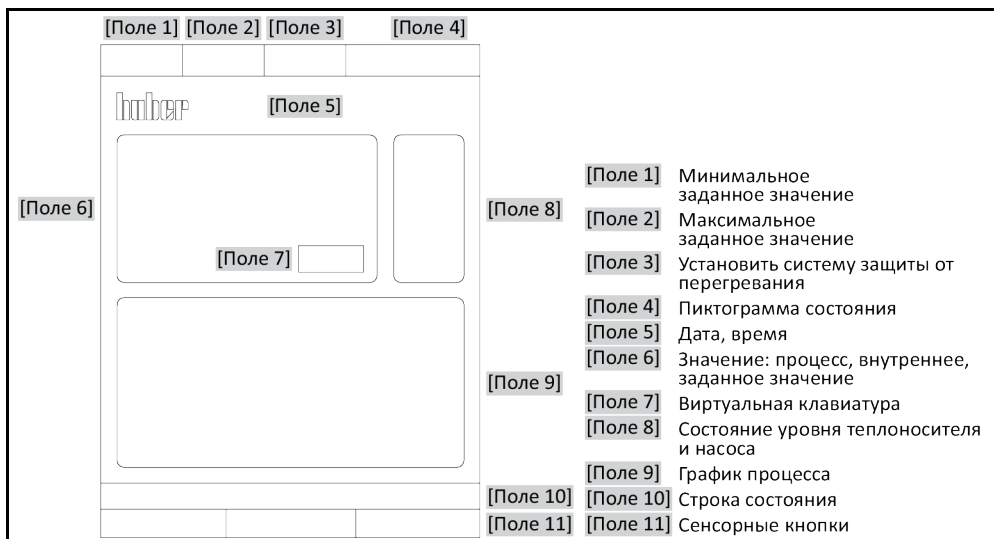 [Поле 1] [Поле 2] [Поле 3] [Поле 4]
huber
[Поле 5]
[Поле 6]
[Поле 7]
[Поле 8]
[Поле 9]
[Поле 10]
[Поле 11]
[Поле 1] Минимальное
заданное значение
[Поле 2] Максимальное
заданное значение
[Поле 3] Установить систему защиты от
перегревания
[Поле 4] Пиктограмма состояния
[Поле 5] Дата, время
[Поле 6] Значение: процесс, внутреннее,
заданное значение
[Поле 7] Виртуальная клавиатура
[Поле 8] Состояние уровня теплоносителя
и насоса
[Поле 9] График процесса
[Поле 10] Строка состояния
[Поле 11] Сенсорные кнопки